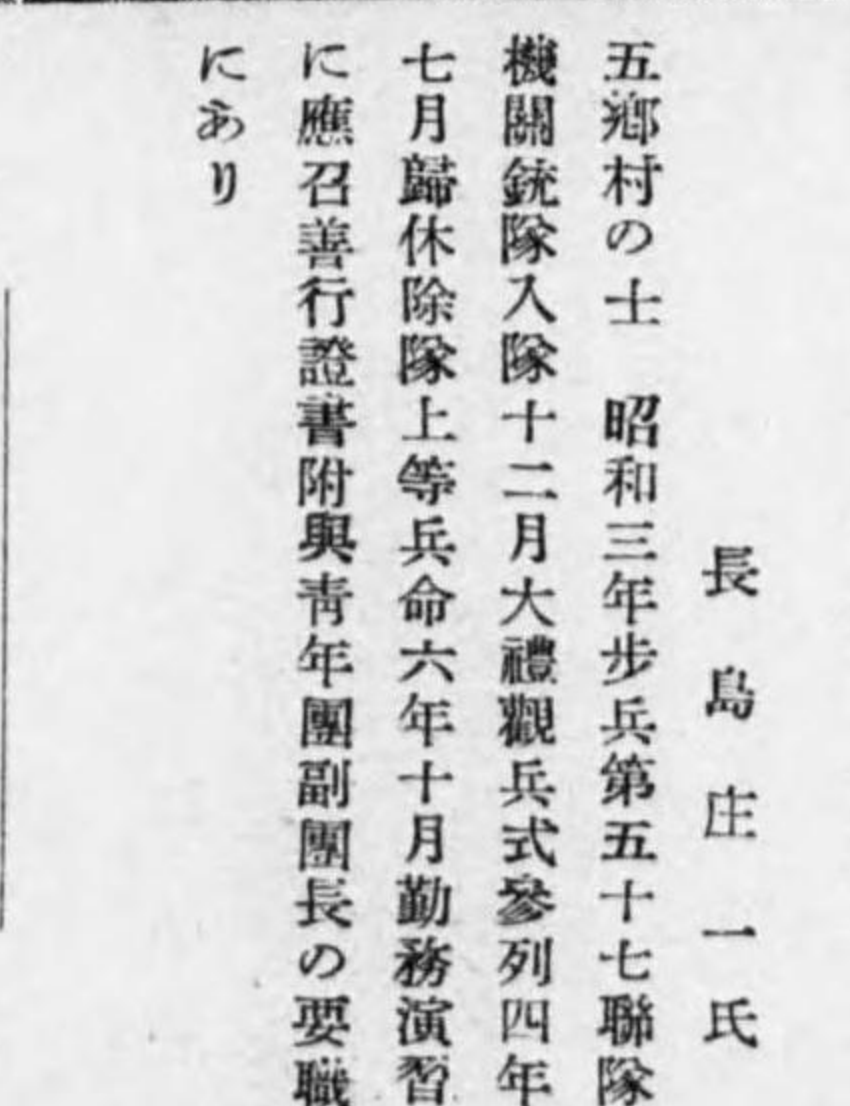 長島庄一氏
五鄕村の士　昭和三年步兵第五十七聯隊
機關銃隊入隊十二月大禮觀兵式參列四年
七月歸休除隊上等兵命六年十月勤務演習
に應召善行證書附與靑年團副團長の要職
にあり